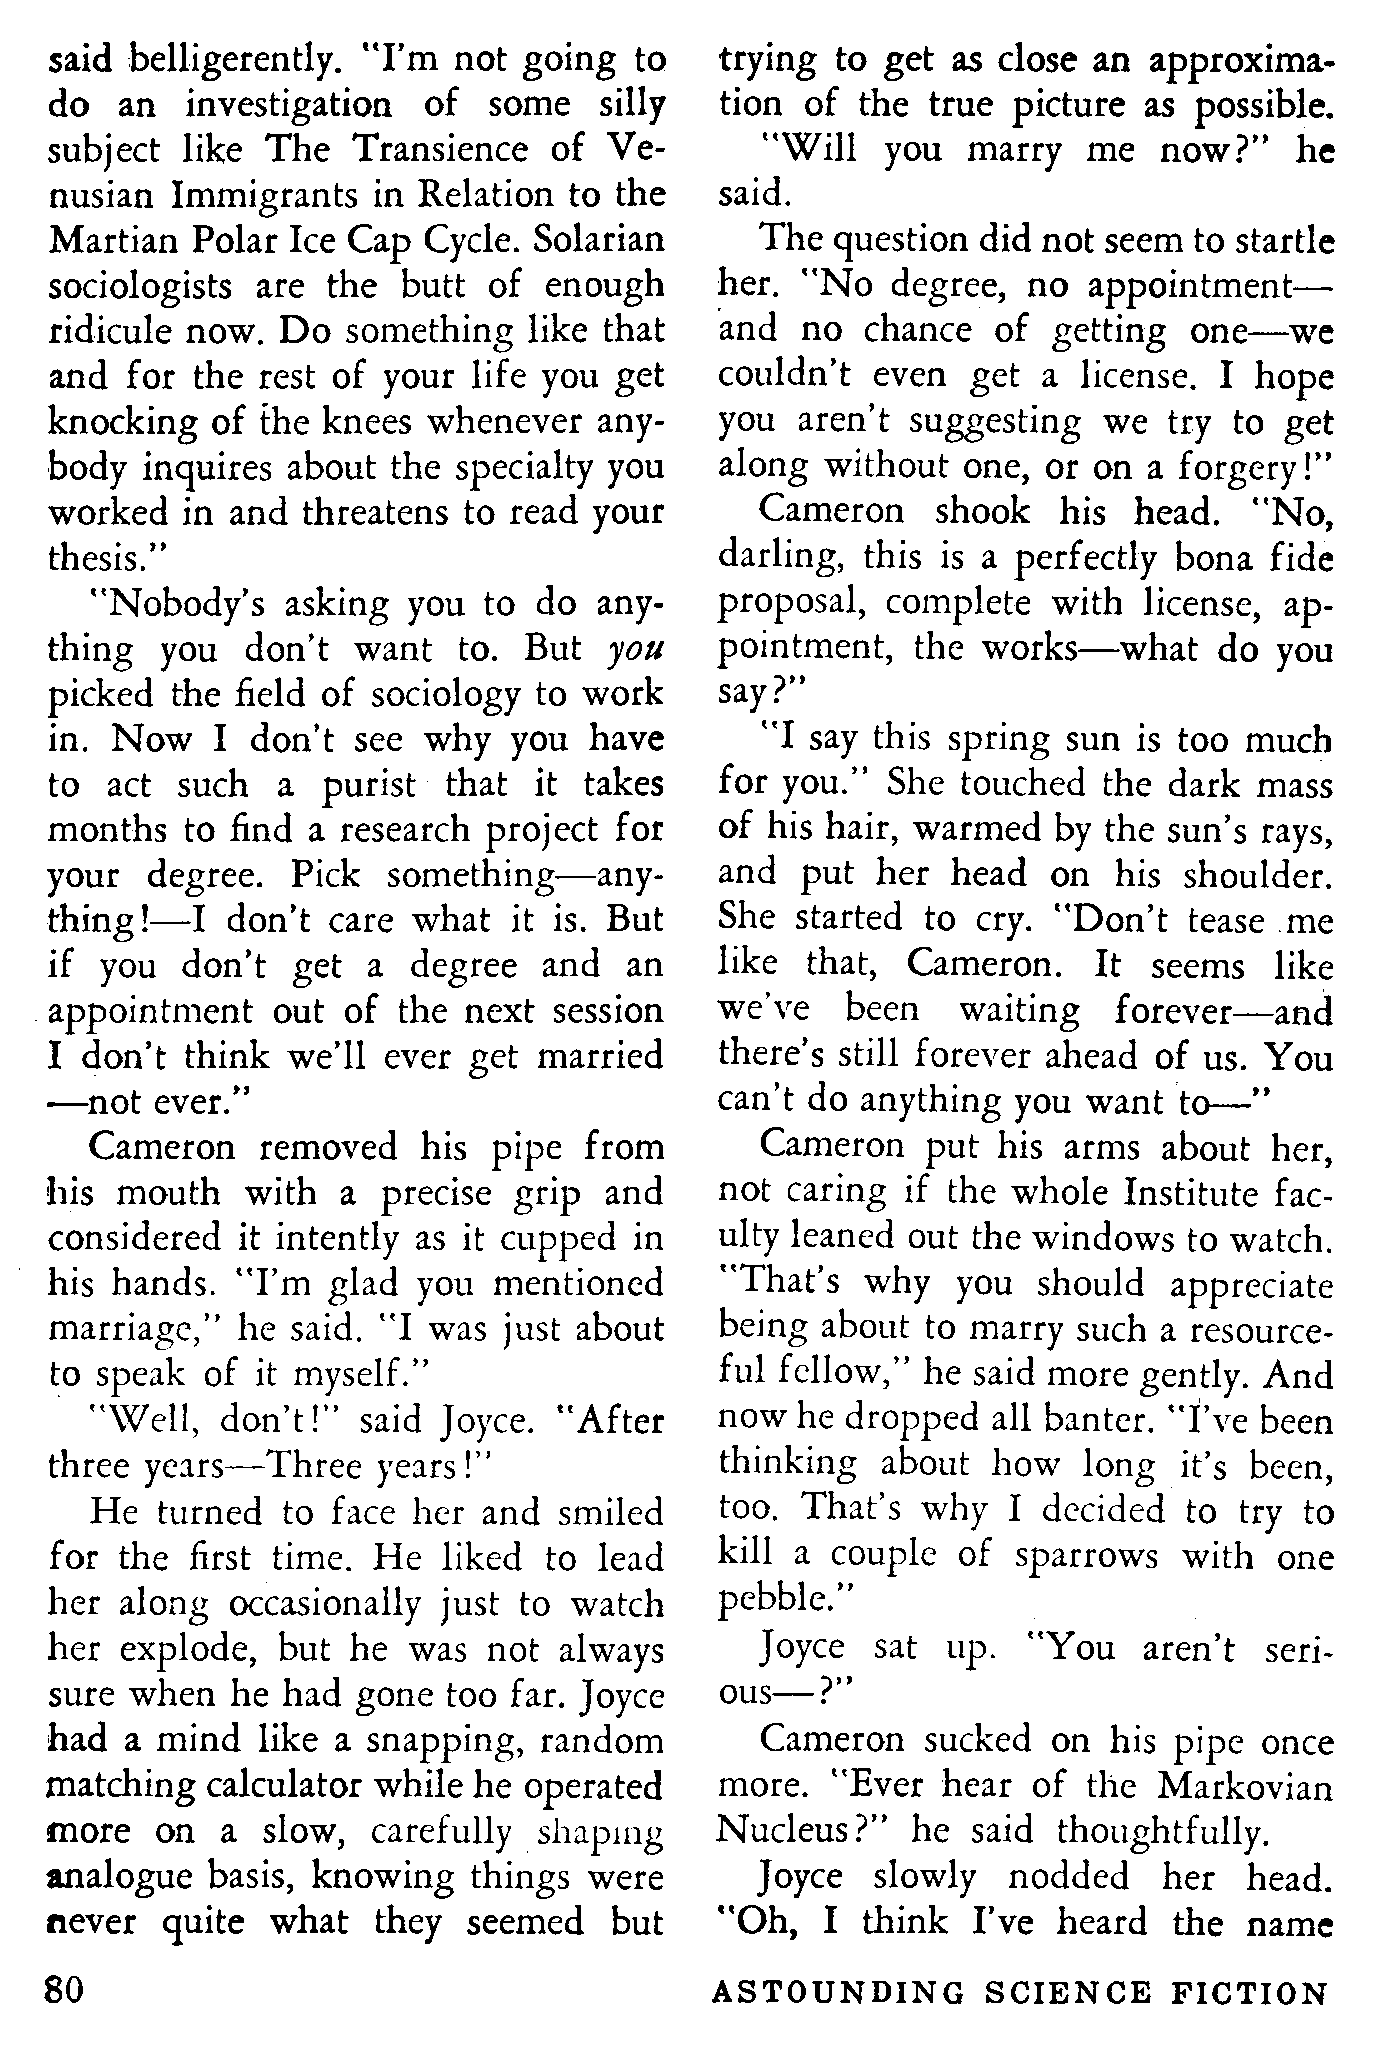 said belligerently. "I'm not going to
do an investigation of some silly
subject like The Transience of Ve-
nusian Immigrants in Relation to the
Martian Polar Ice Cap Cycle. Solarian
sociologists are the butt of enough
ridicule now. Do something like that
and for the rest of your life you get
knocking of the knees whenever any-
body inquires about the specialty you
worked in and threatens to read your
thesis."
"Nobody's asking you to do any-
thing you don't want to. But you
picked the field of sociology to work
in. Now I don't see why you have
to act such a purist that it takes
months to find a research project for
your degree. Pick something—any-
thing!—I don't care what it is. But
if you don't get a degree and an
appointment out of the next session
I don't think we'll ever get married
—not ever."
Cameron removed his pipe from
his mouth with a precise grip and
considered it intently as it cupped in
his hands. "I'm glad you mentioned
marriage," he said. "I was just about
to speak of it myself."
"Well, don't!" said Joyce. "After
three years—Three years!"
He turned to face her and smiled
for the first time. He liked to lead
her along occasionally just to watch
her explode, but he was not always
sure when he had gone too far. Joyce
had a mind like a snapping, random
matching calculator while he operated
more on a slow, carefully shaping
analogue basis, knowing things were
never quite what they seemed but
trying to get as close an approxima-
tion of the true picture as possible.
"Will you marry me now?" he
said.
The question did not seem to startle
her. "No degree, no appointment—
and no chance of getting one—we
couldn't even get a license. I hope
you aren't suggesting we try to get
along without one, or on a forgery!"
Cameron shook his head. "No,
darling, this is a perfectly bona fide
proposal, complete with license, ap-
pointment, the works—what do you
say?"
"I say this spring sun is too much
for you." She touched the dark mass
of his hair, warmed by the sun's rays,
and put her head on his shoulder.
She started to cry. "Don't tease me
like that, Cameron. It seems like
we've been waiting forever—and
there's still forever ahead of us. You
can't do anything you want to—"
Cameron put his arms about her,
not caring if the whole Institute fac-
ulty leaned out the windows to watch.
"That's why you should appreciate
being about to marry such a resource-
ful fellow," he said more gently. And
now he dropped all banter. "I've been
thinking about how long it's been,
too. That's why I decided to try to
kill a couple of sparrows with one
pebble."
Joyce sat up. "You aren't seri-
ous—?"
Cameron sucked on his pipe once
more. "Ever hear of the Markovian
Nucleus?" he said thoughtfully.
Joyce slowly nodded her head.
"Oh, I think I've heard the name
80
ASTOUNDING SCIENCE FICTION